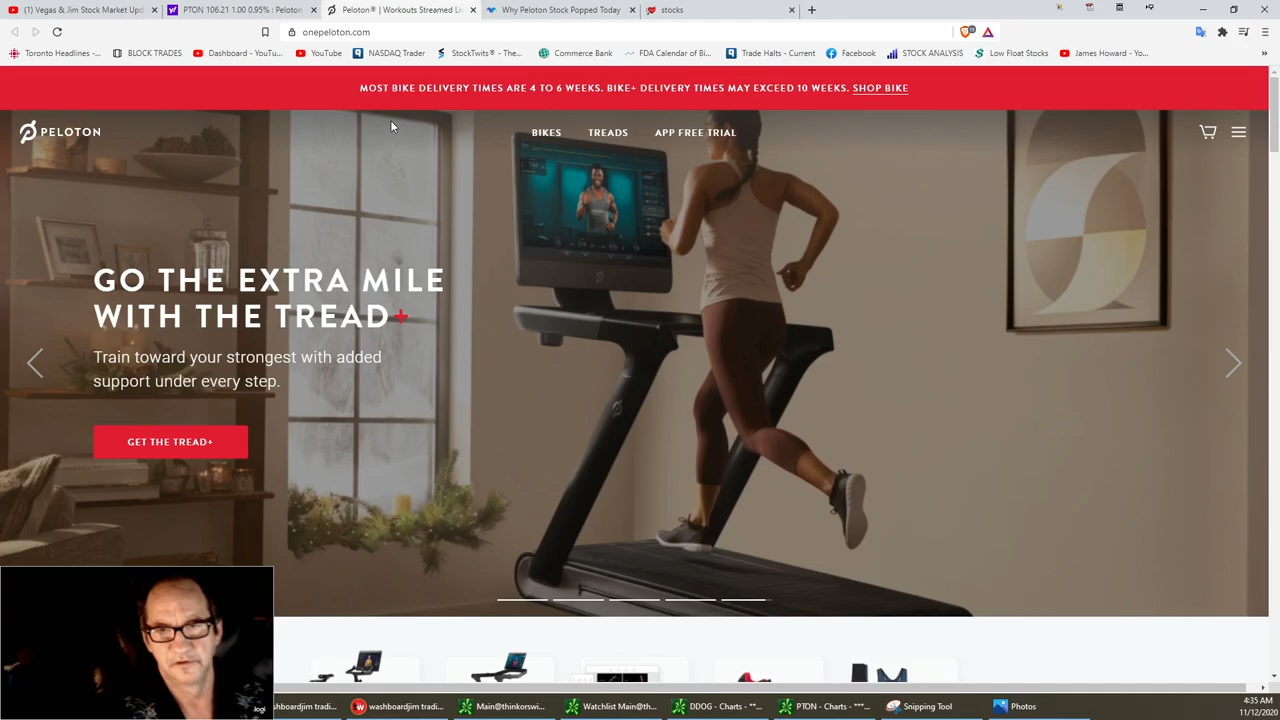 (1) Vegas & Jim Stock Market Upd
PTON 106.21 1.00 0.95% : Peloton
Peloton® | Workouts Streamed Li
Why Peloton Stock Popped Today
stocks
onepeloton.com
Toronto Headlines -...
BLOCK TRADES
Dashboard - YouTu...
YouTube
NASDAQ Trader
StockTwits® - The...
Commerce Bank
FDA Calendar of Bi...
Trade Halts - Current
Facebook
STOCK ANALYSIS
Low Float Stocks
James Howard - Yo...
MOST BIKE DELIVERY TIMES ARE 4 TO 6 WEEKS. BIKE+ DELIVERY TIMES MAY EXCEED 10 WEEKS. SHOP BIKE
PELOTON
BIKES
TREADS
APP FREE TRIAL
GO THE EXTRA MILE
WITH THE TREAD+
Train toward your strongest with added
support under every step.
GET THE TREAD+
logi
shboardjim tradi...
washboardjim tradi...
Main@thinkorswi...
Watchlist Main@th...
DDOG - Charts - **...
PTON - Charts - ***...
Snipping Tool
Photos
4:35 AM
11/12/2020